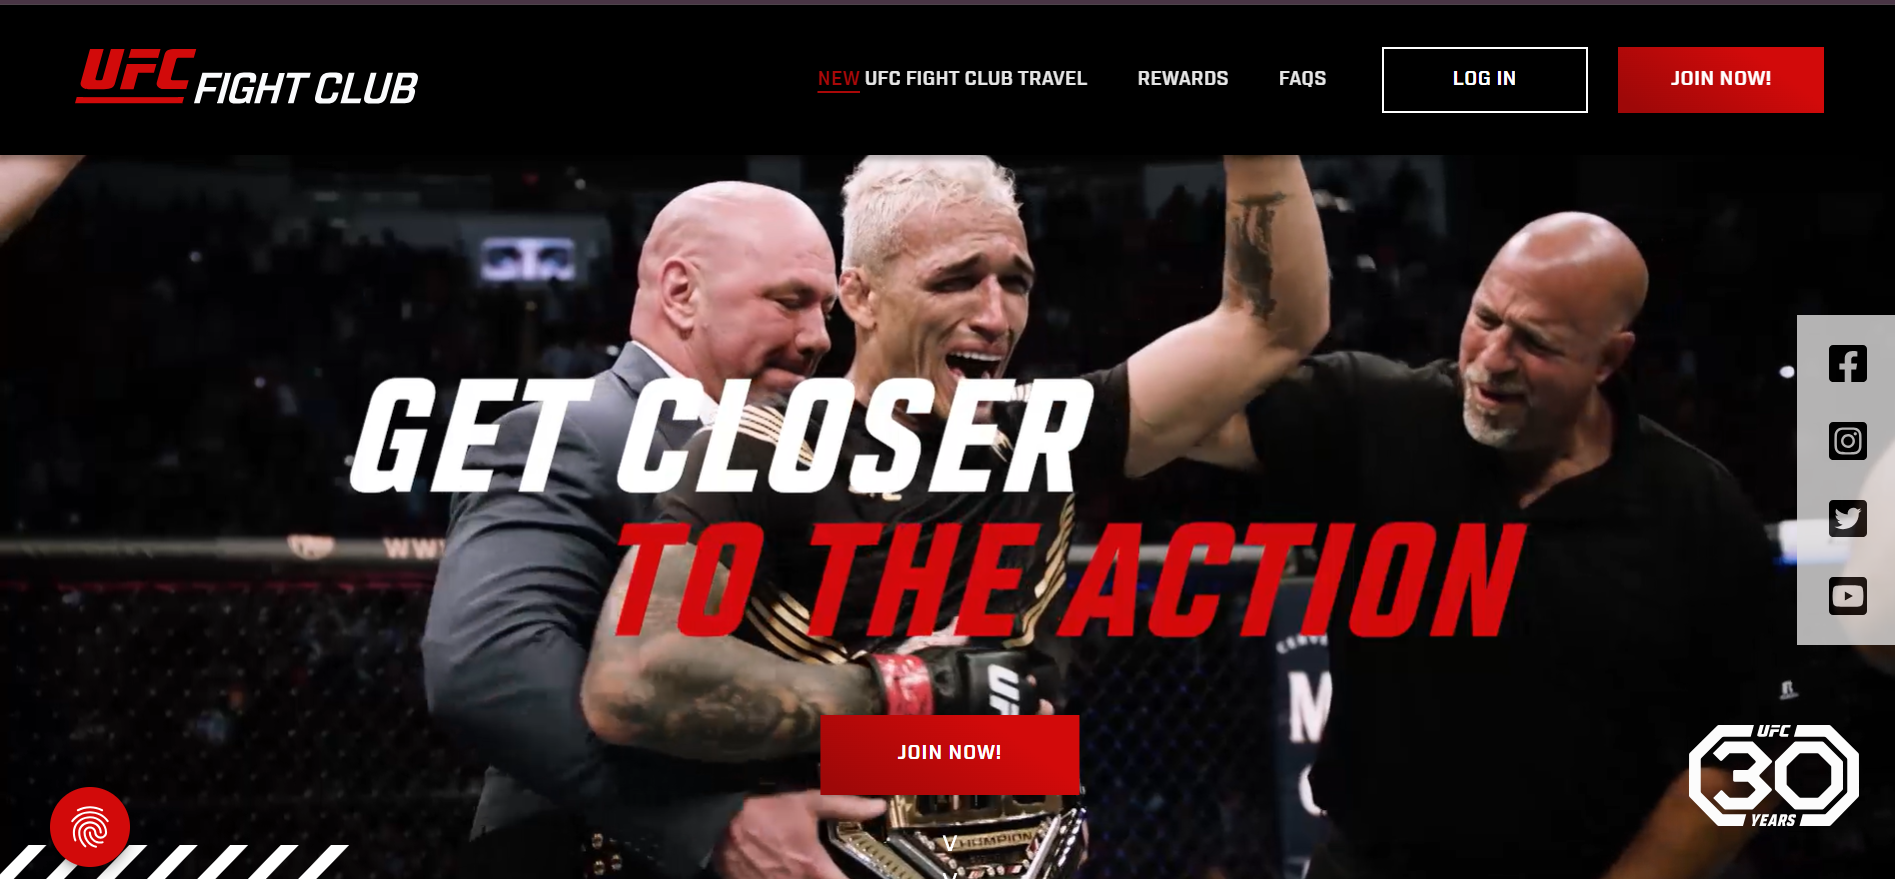 UFC FIGHT CLUB
NEW UFC FIGHT CLUB TRAVEL
REWARDS
FAQS
LOG IN
JOIN NOW!
GET CLOSER
TO THE ACTION
JOIN NOW!
CHAMPION
UFC
30
YEARS